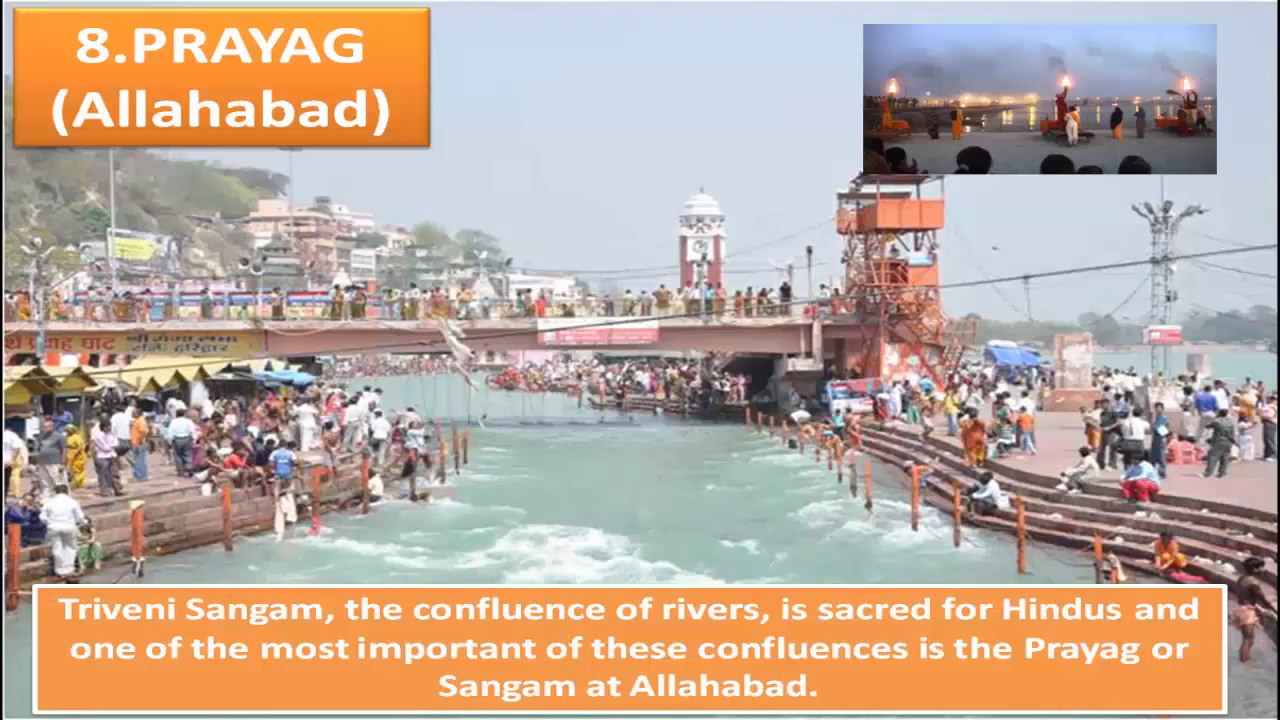 8.PRAYAG
(Allahabad)
घाट
Triveni Sangam, the confluence of rivers, is sacred for Hindus and
one of the most important of these confluences is the Prayag or
Sangam at Allahabad.